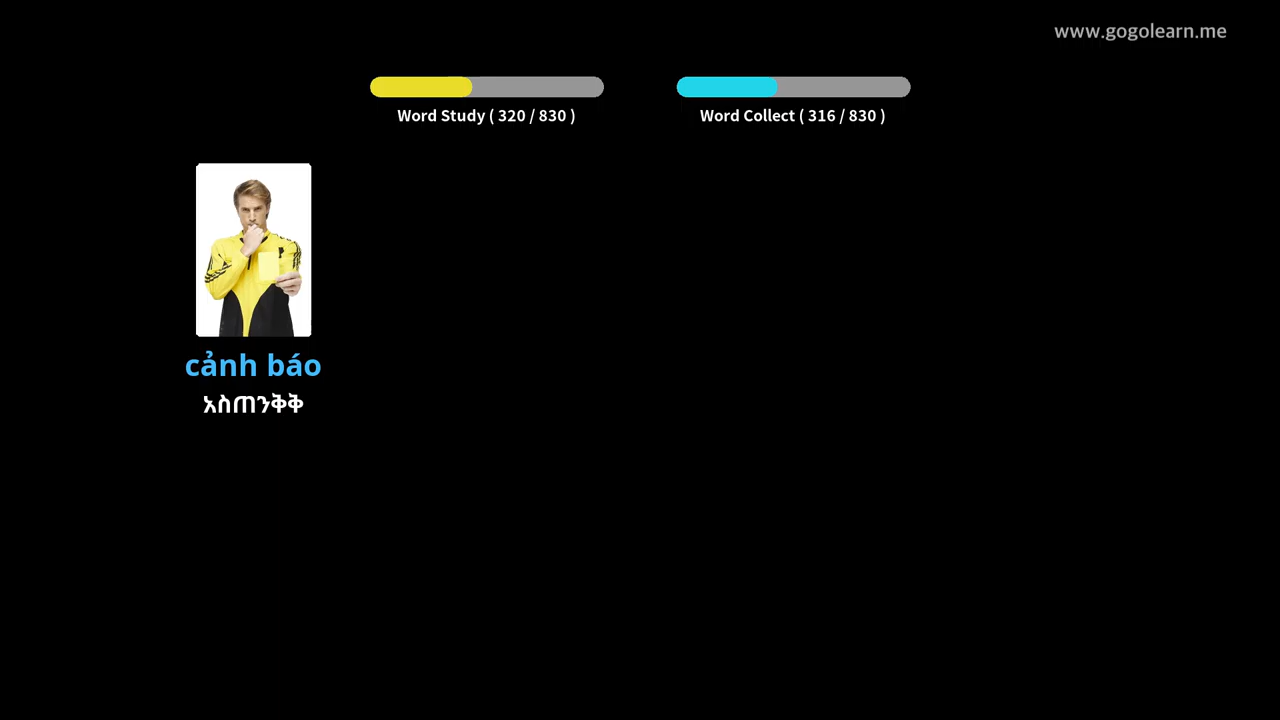 www.gogolearn.me
Word Study ( 320 / 830 )
Word Collect ( 316 / 830 )
cảnh báo
አስጠንቅቅ